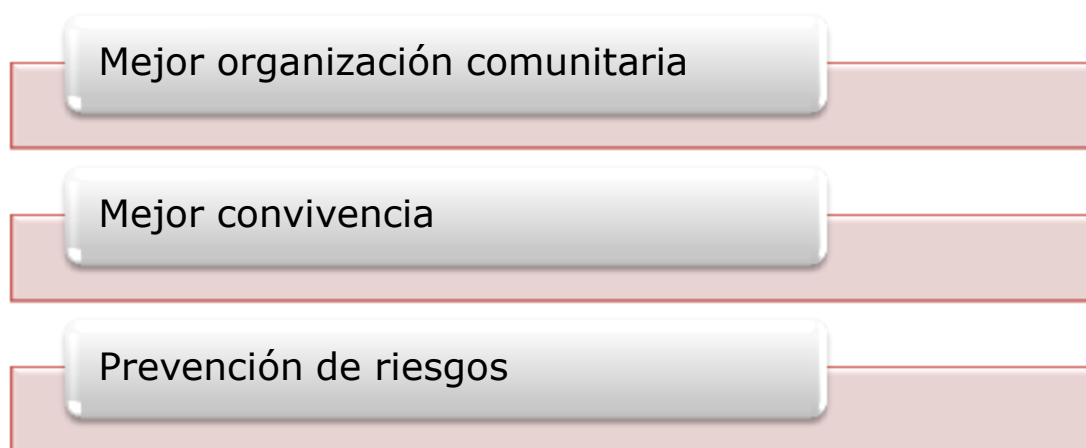 Mejor organización comunitaria
Mejor convivencia
Prevención de riesgos